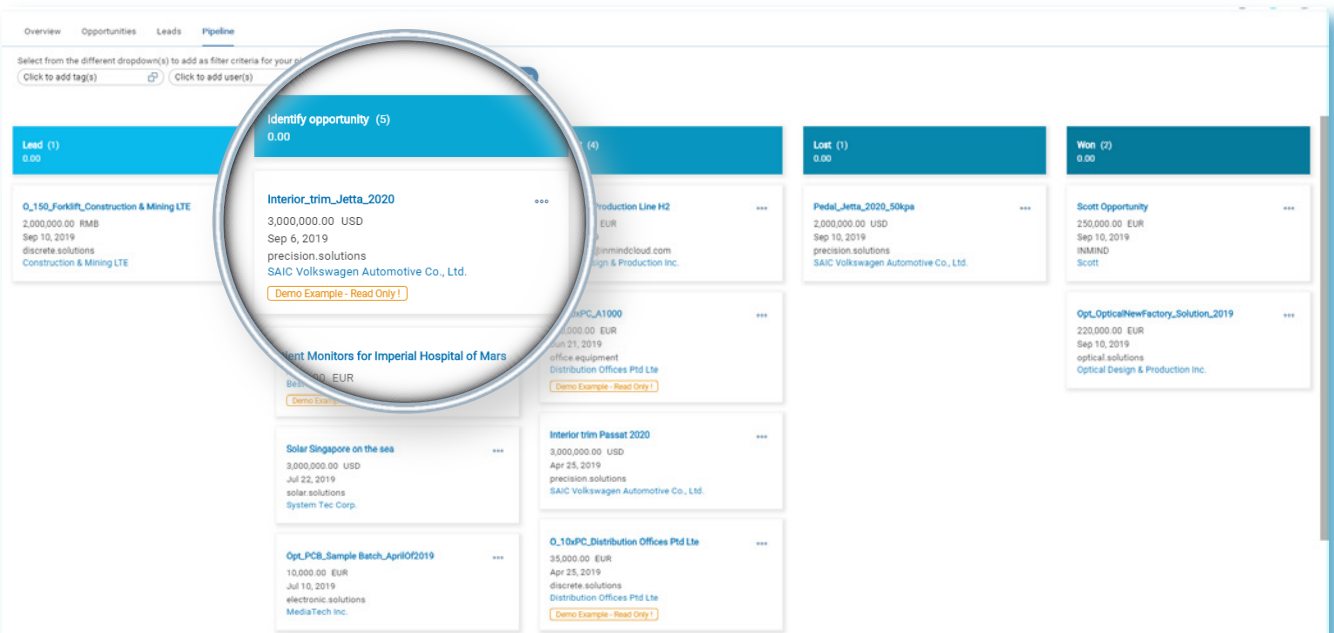 Overview Opportunities Leads Pipeline
Select from the different dropdown(s) to add as filter criteria for your
Click to add tag(s) Click to add user(s)
Lead (1)
0.00
O_150_Forklift_Construction & Mining LTE
2,000,000.00 RMB
Sep 10, 2019
discrete.solutions
Construction & Mining LTE
Identify opportunity (5)
0.00
Interior_trim_Jetta_2020
3,000,000.00 USD
Sep 6, 2019
precision.solutions
SAIC Volkswagen Automotive Co., Ltd.
Demo Example - Read Only !
Monitors for Imperial Hospital of Mars
EUR
Best
Demo
Solar Singapore on the sea
3,000,000.00 USD
Jul 22, 2019
solar.solutions
System Tec Corp.
Opt_PCB_Sample Batch_AprilOf2019
10,000.00 EUR
Jul 10, 2019
electronic.solutions
MediaTech Inc.
(4)
Production Line H2
EUR
inmindcloud.com
& Production Inc.
PC_A1000
EUR
Jun 21, 2019
office.equipment
Distribution Offices Ptd Lte
Demo Example - Read Only !
Interior trim Passat 2020
3,000,000.00 USD
Apr 25, 2019
precision.solutions
SAIC Volkswagen Automotive Co., Ltd.
O_10xPC_Distribution Offices Ptd Lte
35,000.00 EUR
Apr 25, 2019
discrete.solutions
Distribution Offices Ptd Lte
Demo Example - Read Only !
Lost (1)
0.00
Pedal_Jetta_2020_50kpa
2,000,000.00 USD
Sep 10, 2019
precision.solutions
SAIC Volkswagen Automotive Co., Ltd.
Won (2)
0.00
Scott Opportunity
250,000.00 EUR
Sep 10, 2019
INMIND
Scott
Opt_OpticalNewFactory_Solution_2019
220,000.00 EUR
Sep 10, 2019
optical.solutions
Optical Design & Production Inc.